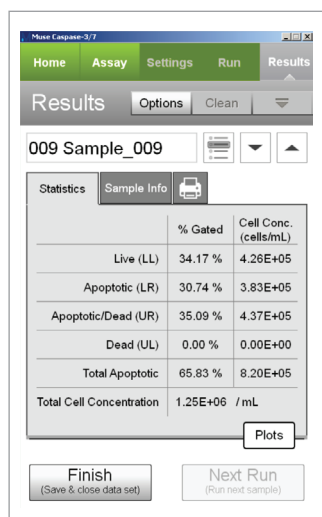 Muse Caspase-3/7
Home Assay Settings Run Results
Results Options Clean
009 Sample_009
Statistics Sample Info
% Gated Cell Conc. (cells/mL)
Live (LL) 34.17 % 4.26E+05
Apoptotic (LR) 30.74 % 3.83E+05
Apoptotic/Dead (UR) 35.09 % 4.37E+05
Dead (UL) 0.00 % 0.00E+00
Total Apoptotic 65.83 % 8.20E+05
Total Cell Concentration 1.25E+06 / mL
Plots
Finish Next Run
(Save & close data set) (Run next sample)